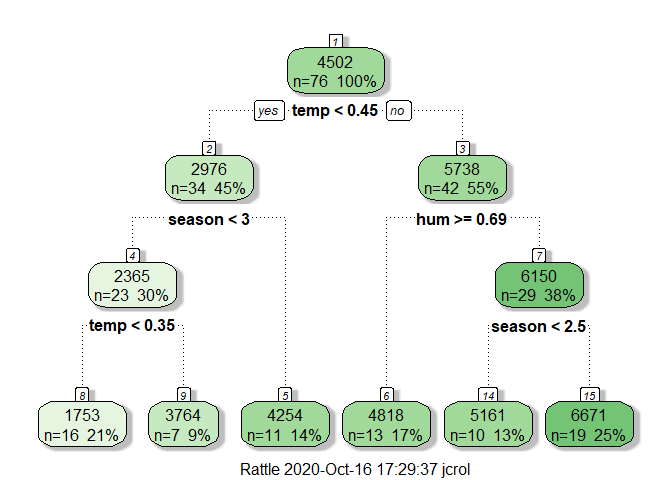 1
4502
n=76 100%
yes temp < 0.45 no
2
2976
n=34 45%
3
5738
n=42 55%
season < 3
hum >= 0.69
4
2365
n=23 30%
7
6150
n=29 38%
temp < 0.35
season < 2.5
8
1753
n=16 21%
9
3764
n=7 9%
5
4254
n=11 14%
6
4818
n=13 17%
14
5161
n=10 13%
15
6671
n=19 25%
Rattle 2020-Oct-16 17:29:37 jcrol